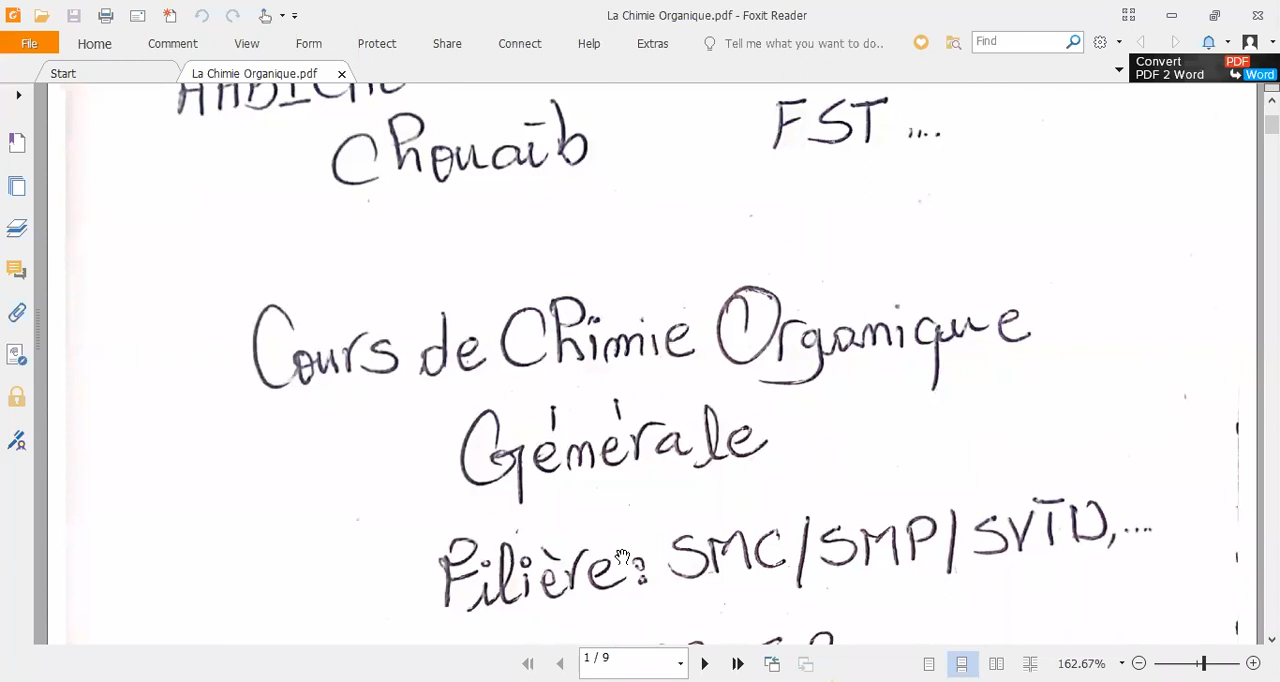 La Chimie Organique.pdf - Foxit Reader
File Home Comment View Form Protect Share Connect Help Extras Tell me what you want to do.. Find
Start La Chimie Organique.pdf
Convert PDF
PDF 2 Word Word
Chouaïb FST ....
Cours de Chimie Organique
Générale
Filière: SMC/SMP/SVTU,....
1 / 9 162.67%